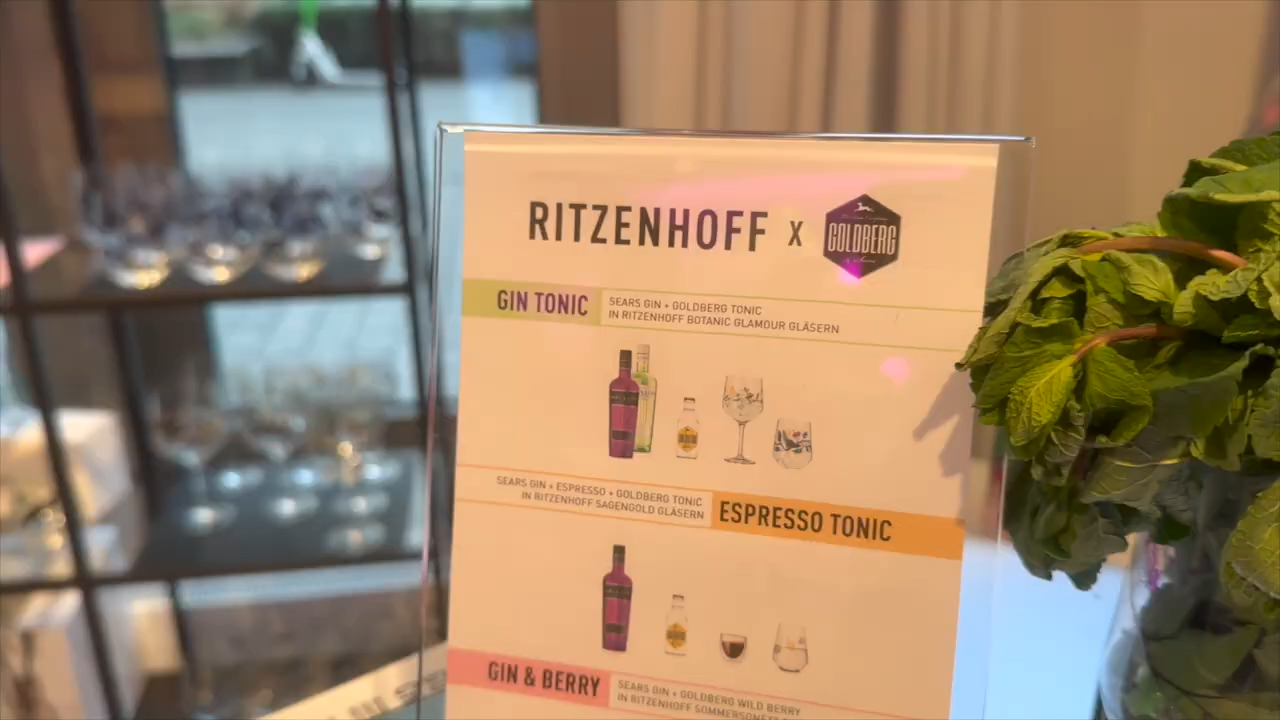 RITZENHOFF X
GOLDBERG
GIN TONIC
SEARS GIN + GOLDBERG TONIC
IN RITZENHOFF BOTANIC GLAMOUR GLÄSERN
SEARS GIN + ESPRESSO + GOLDBERG TONIC
IN RITZENHOFF SAGENGOLD GLÄSERN
ESPRESSO TONIC
GIN & BERRY
SEARS GIN + GOLDBERG WILD BERRY
IN RITZENHOFF